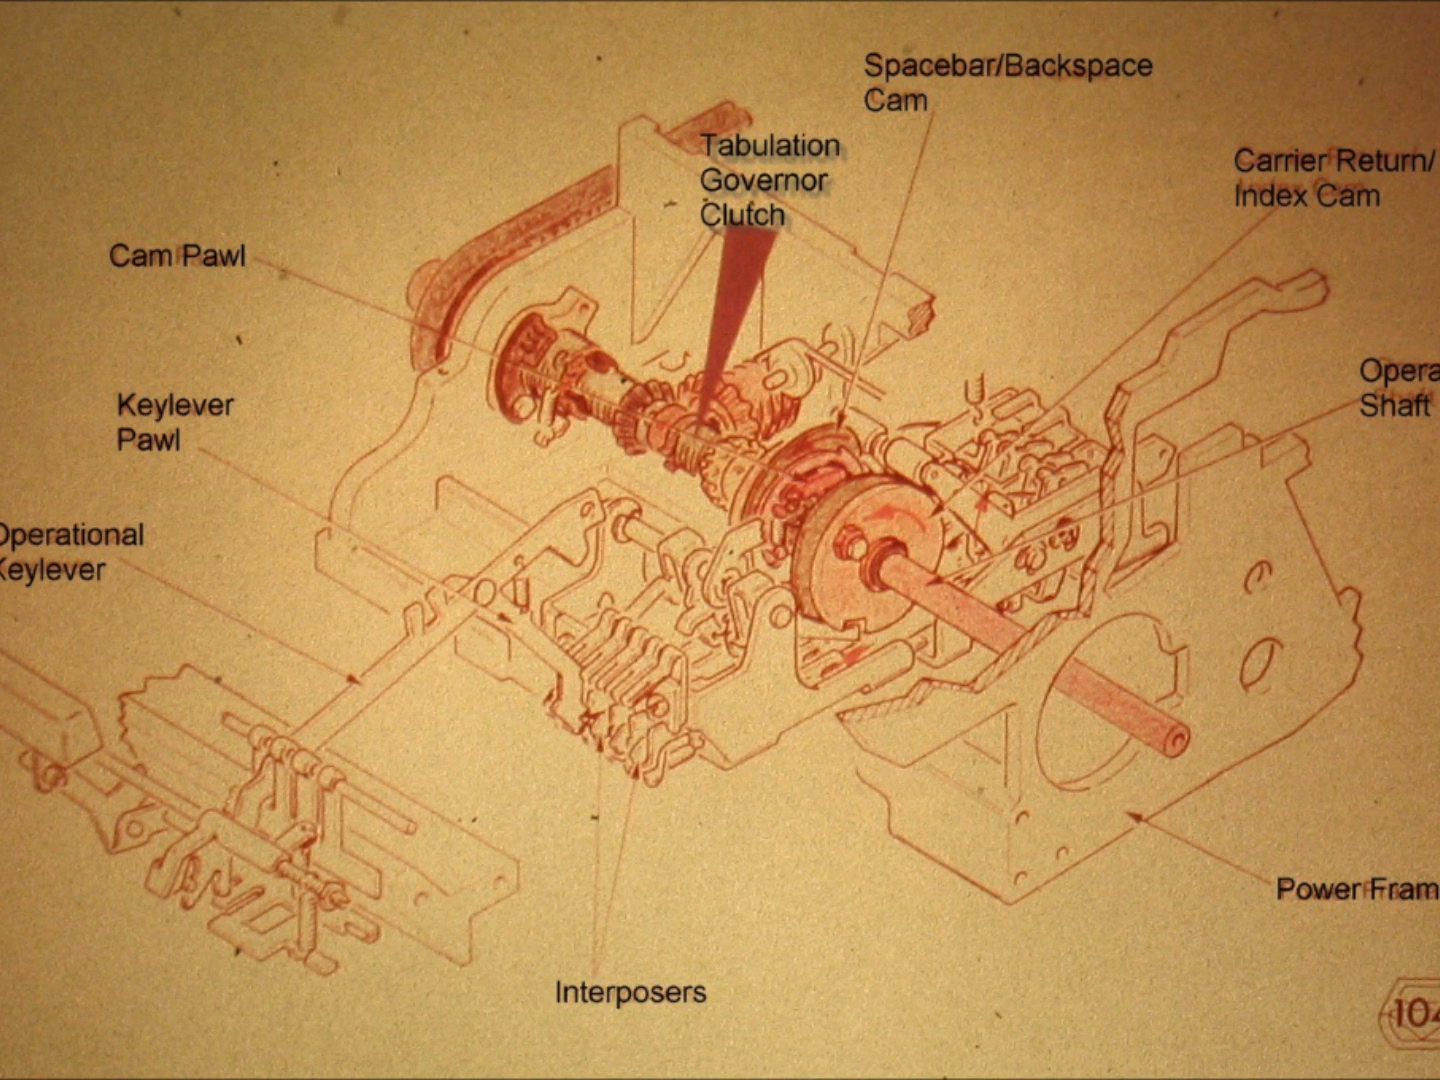 Spacebar/Backspace
Cam
Tabulation
Governor
Clutch
Carrier Return/
Index Cam
Cam Pawl
Opera
Shaft
Keylever
Pawl
Operational
Keylever
Power Fram
Interposers
104